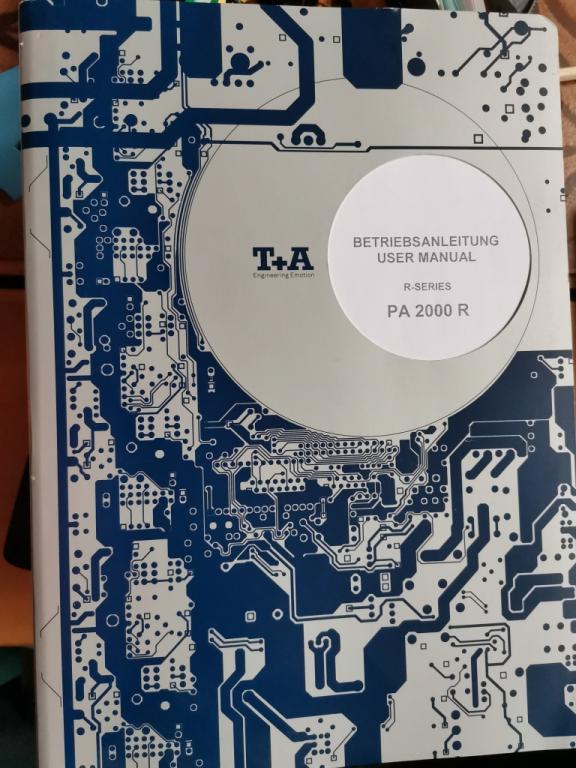 T+A
Engineering Emotion
BETRIEBSANLEITUNG
USER MANUAL
R-SERIES
PA 2000 R